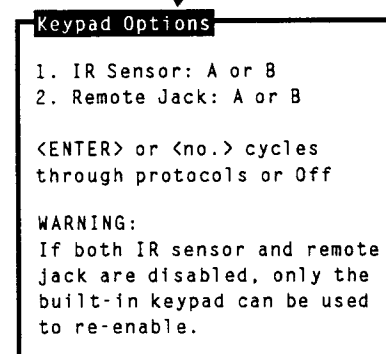 Keypad Options
1. IR Sensor: A or B
2. Remote Jack: A or B
<ENTER> or <no.> cycles
through protocols or Off
WARNING:
If both IR sensor and remote
jack are disabled, only the
built-in keypad can be used
to re-enable.